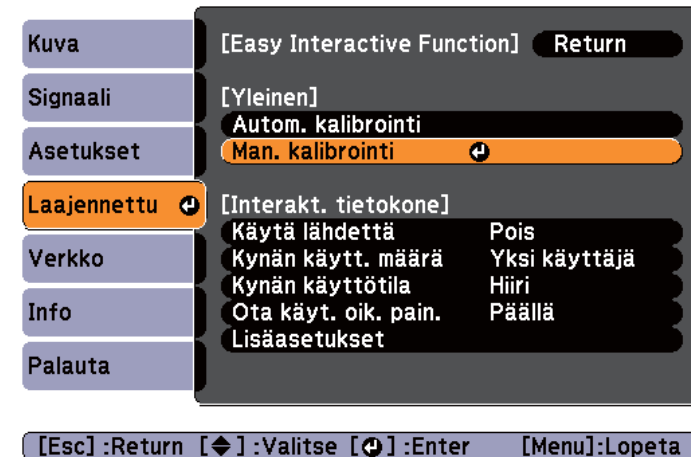 Kuva
Signaali
Asetukset
Laajennettu
Verkko
Info
Palauta
[Easy Interactive Function] Return
[Yleinen]
Autom. kalibrointi
Man. kalibrointi
[Interakt. tietokone]
Käytä lähdettä Pois
Kynän käytt. määrä Yksi käyttäjä
Kynän käyttötila Hiiri
Ota käyt. oik. pain. Päällä
Lisäasetukset
[Esc] :Return [◆] :Valitse [⏎] :Enter [Menu]:Lopeta